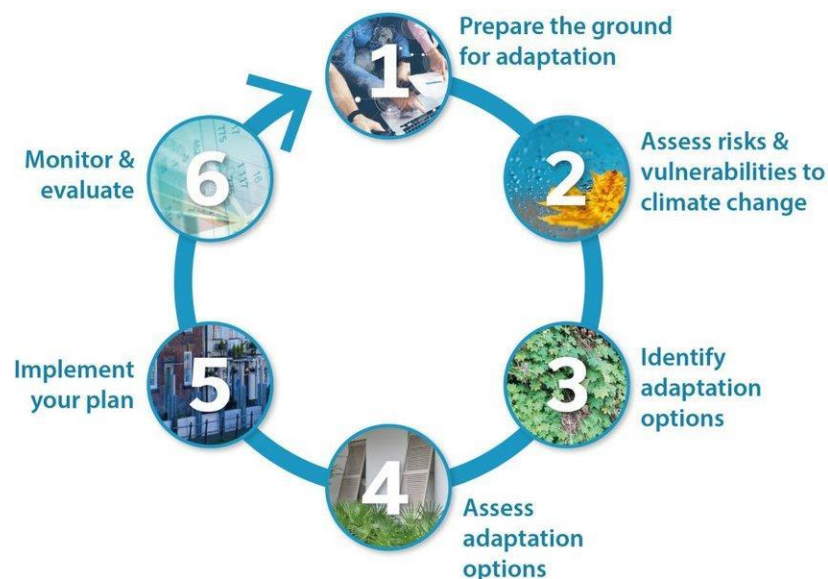 1
Prepare the ground
for adaptation
2
Assess risks &
vulnerabilities to
climate change
3
Identify
adaptation
options
4
Assess
adaptation
options
5
Implement
your plan
6
Monitor &
evaluate